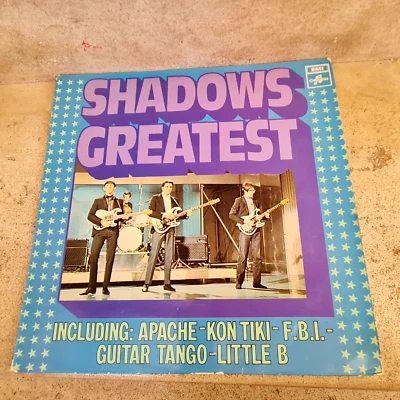 SHADOWS
GREATEST
INCLUDING: APACHE-KON TIKI-F.B.I.-
GUITAR TANGO-LITTLE B